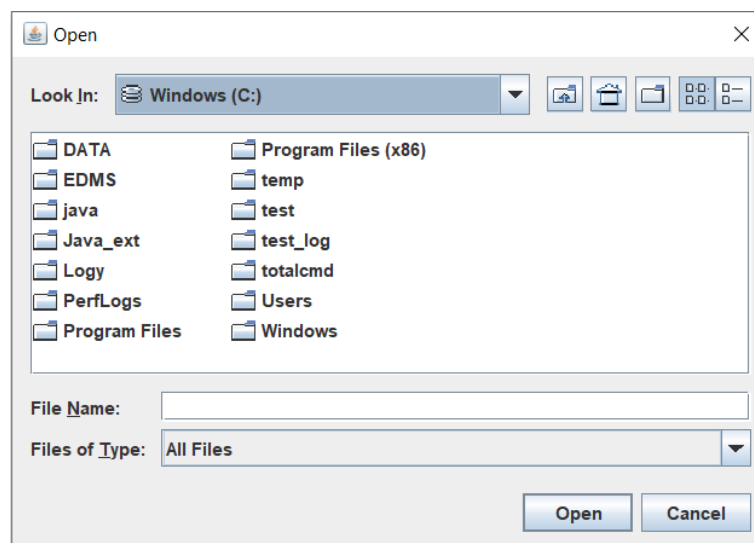 Open
Look In: Windows (C:)
DATA
EDMS
java
Java_ext
Logy
PerfLogs
Program Files
Program Files (x86)
temp
test
test_log
totalcmd
Users
Windows
File Name:
Files of Type: All Files
Open Cancel